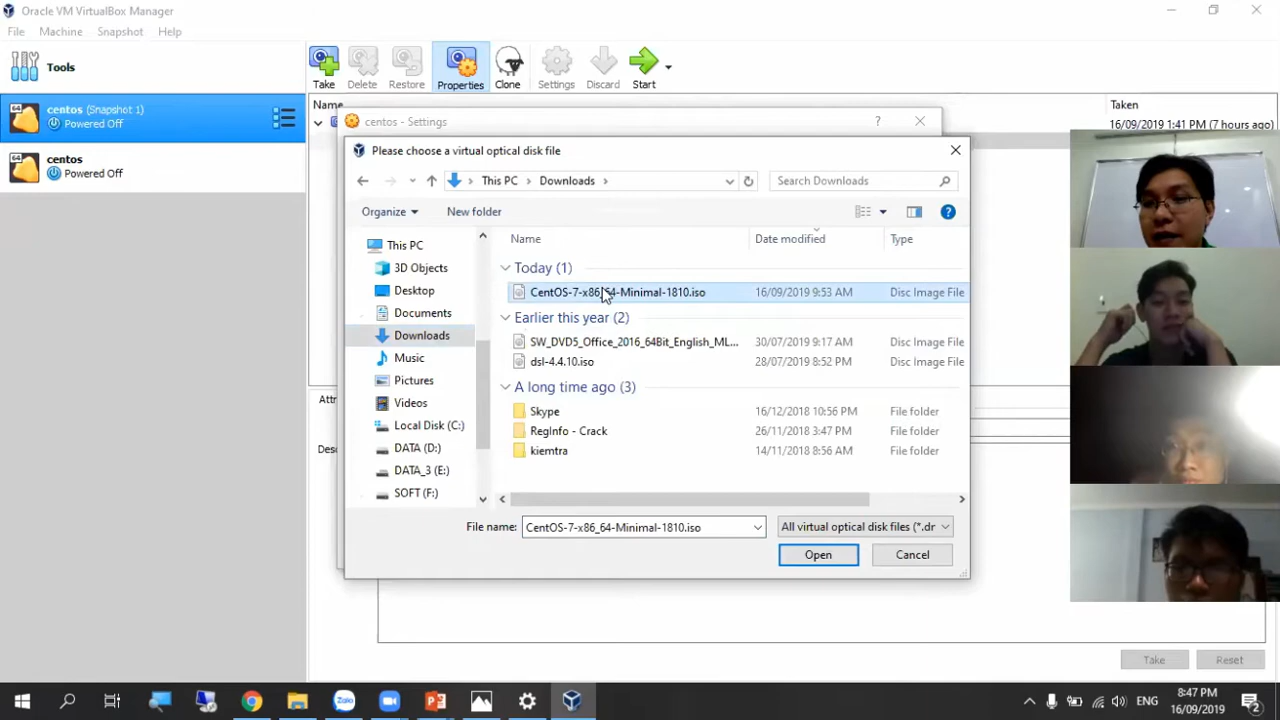 Oracle VM VirtualBox Manager
File Machine Snapshot Help
Tools
Take Delete Restore Properties Clone Settings Discard Start
64 centos (Snapshot 1)
Powered Off
64 centos
Powered Off
Name Taken
16/09/2019 1:41 PM (7 hours ago)
centos - Settings ?
Please choose a virtual optical disk file
This PC Downloads Search Downloads
Organize New folder
This PC
3D Objects
Desktop
Documents
Downloads
Music
Pictures
Videos
Local Disk (C:)
DATA (D:)
DATA_3 (E:)
SOFT (F:)
Name Date modified Type
Today (1)
CentOS-7-x86_64-Minimal-1810.iso 16/09/2019 9:53 AM Disc Image File
Earlier this year (2)
SW_DVD5_Office_2016_64Bit_English_ML... 30/07/2019 9:17 AM Disc Image File
dsl-4.4.10.iso 28/07/2019 8:52 PM Disc Image File
A long time ago (3)
Skype 16/12/2018 10:56 PM File folder
RegInfo - Crack 26/11/2018 3:47 PM File folder
kiemtra 14/11/2018 8:56 AM File folder
File name: CentOS-7-x86_64-Minimal-1810.iso All virtual optical disk files (*.dr
Open Cancel
Attr
Desc
Take Reset
Zalo
ENG
8:47 PM
16/09/2019
2